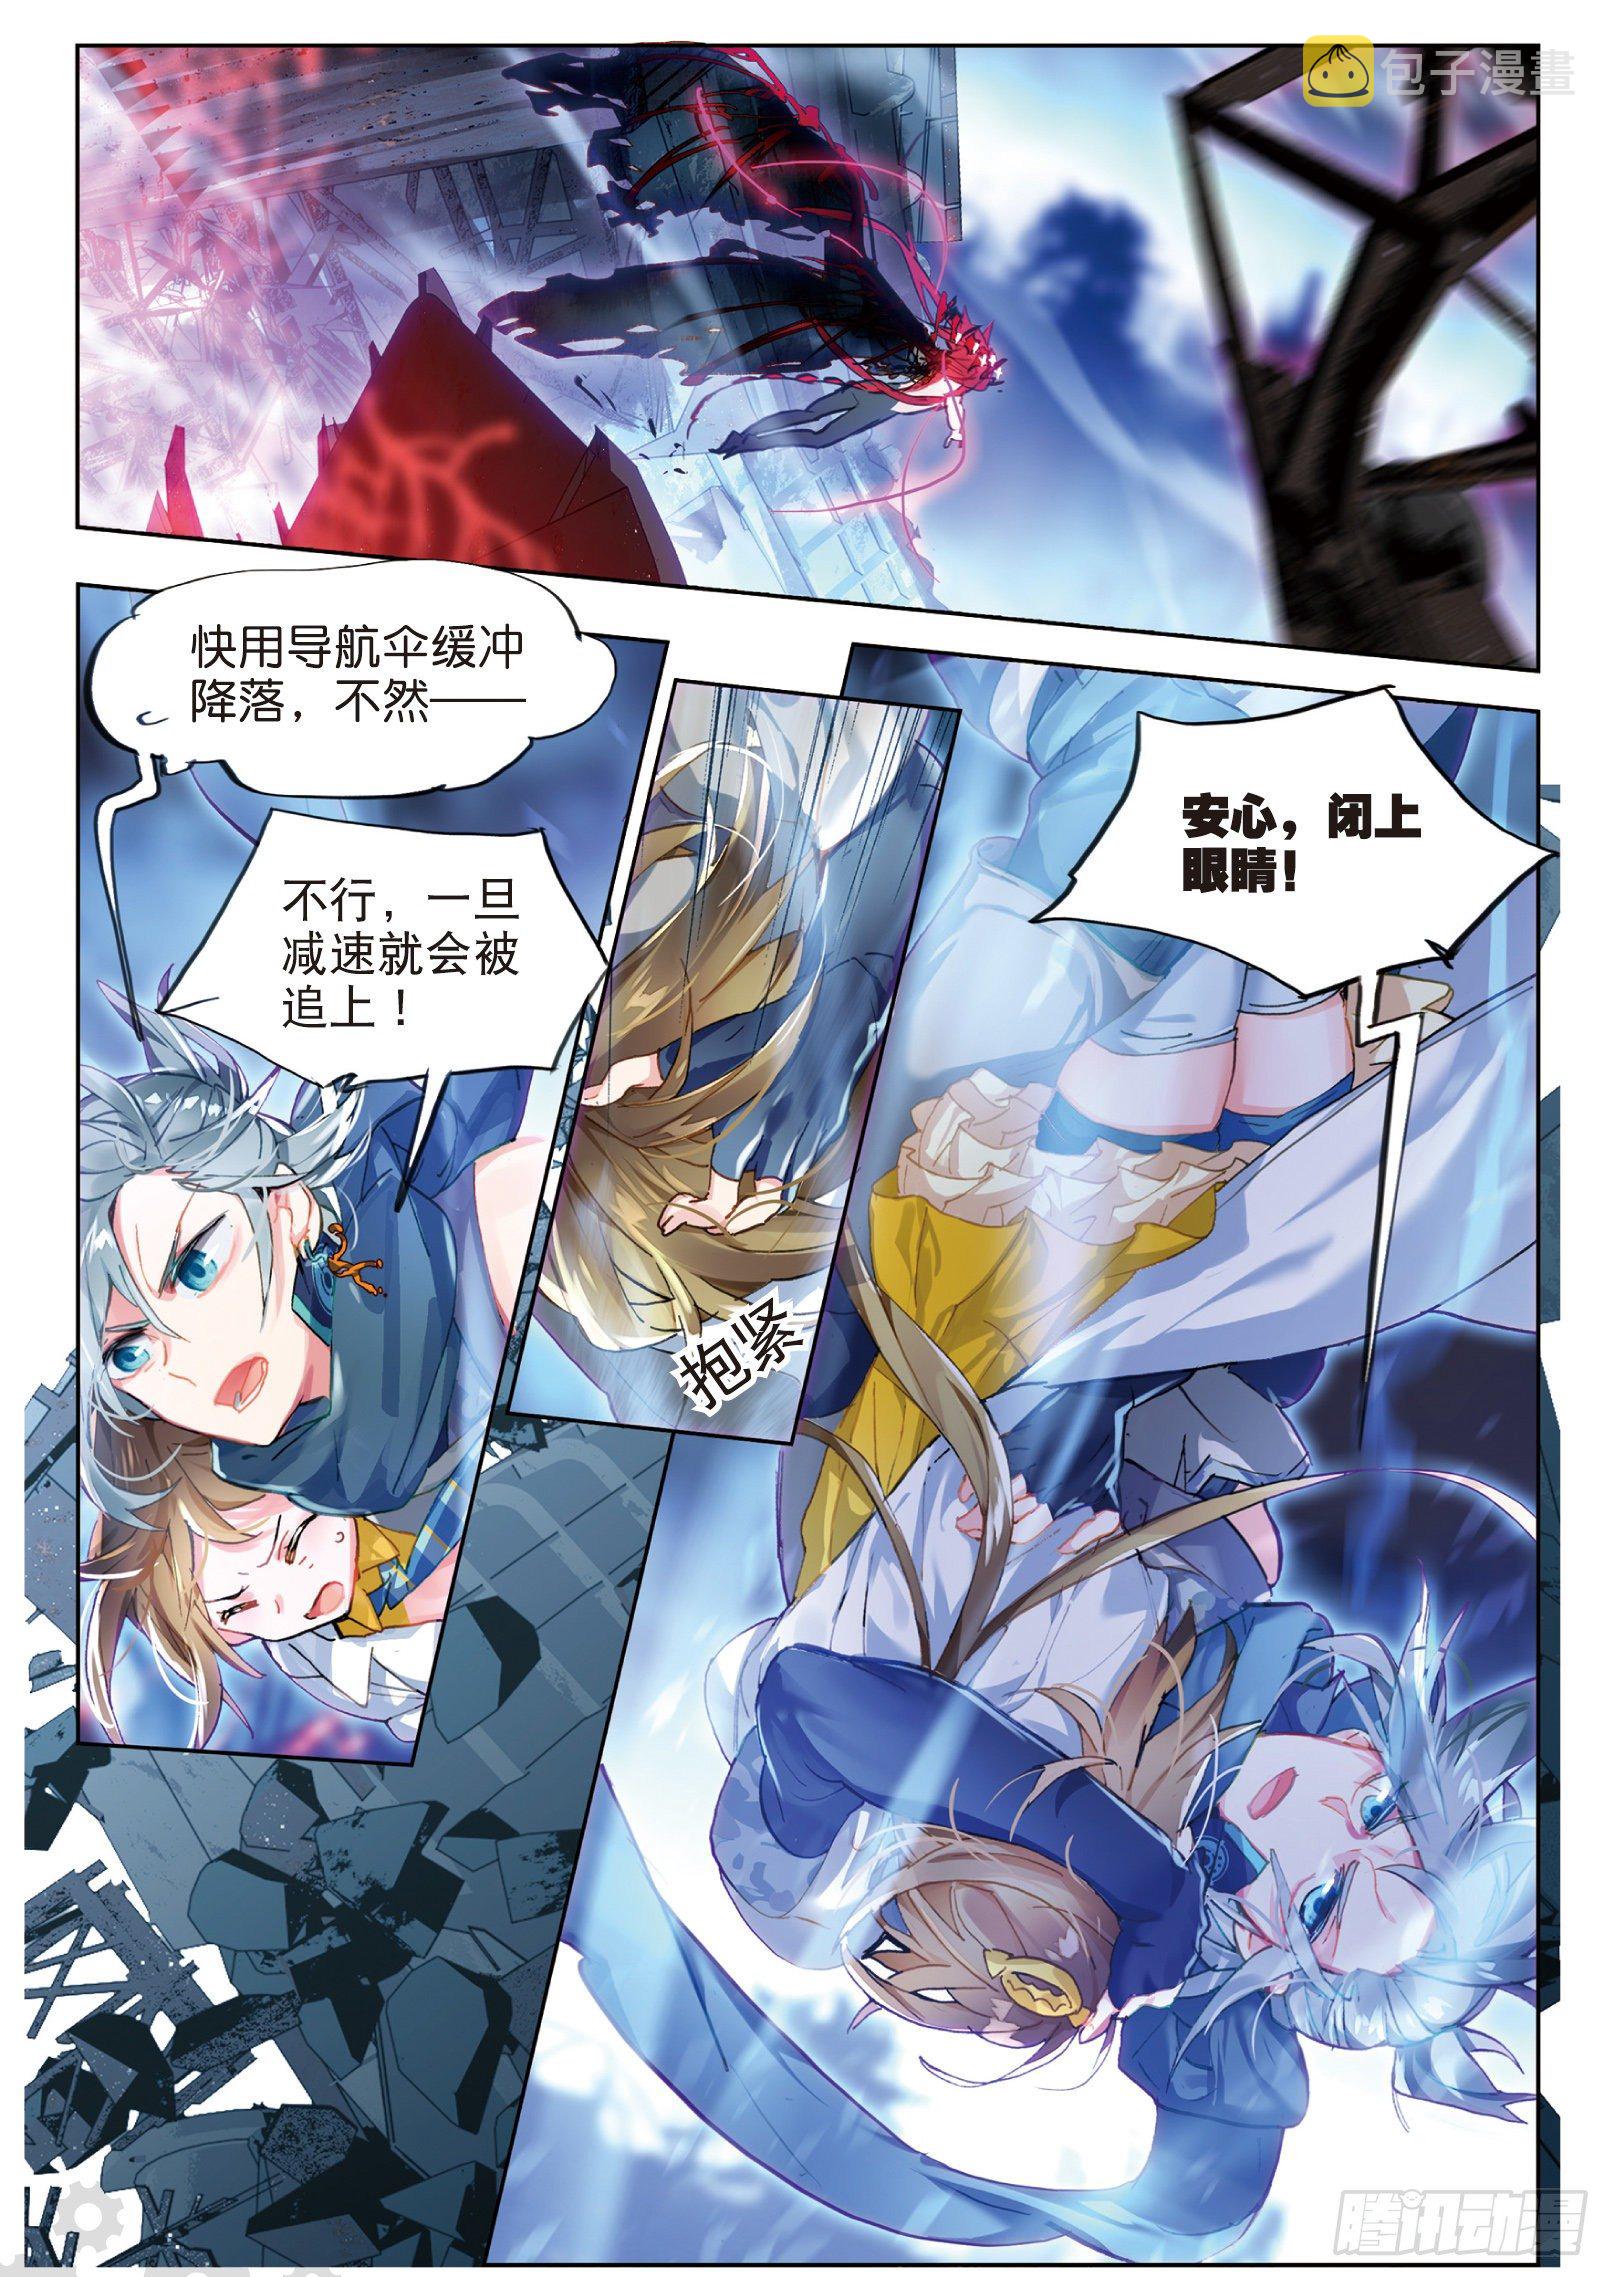 包子漫畫
快用导航伞缓冲
降落，不然——
不行，一旦
减速就会被
追上！
抱紧
安心，闭上
眼睛！
腾讯动漫